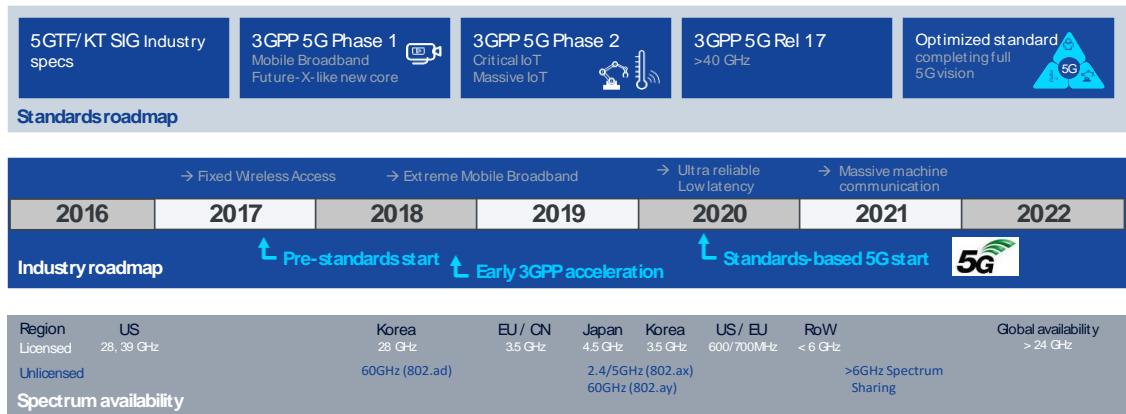 5GTF/KT SIG Industry
specs
3GPP 5G Phase 1
Mobile Broadband
Future-X-like new core
3GPP 5G Phase 2
Critical IoT
Massive IoT
3GPP 5G Rel 17
>40 GHz
Optimized standard
completing full
5G vision
5G
Standards roadmap
→ Fixed Wireless Access
→ Extreme Mobile Broadband
→ Ultra reliable
Low latency
→ Massive machine
communication
2016
2017
2018
2019
2020
2021
2022
Pre-standards start
Early 3GPP acceleration
Standards-based 5G start
5G
Industry roadmap
Region US Korea EU / CN Japan Korea US / EU RoW Global availability
Licensed 28, 39 GHz 28 GHz 3.5 GHz 4.5 GHz 3.5 GHz 600/700MHz < 6 GHz > 24 GHz
Unlicensed 60GHz (802.ad) 2.4/5GHz (802.ax) >6GHz Spectrum
60GHz (802.ay) Sharing
Spectrum availability